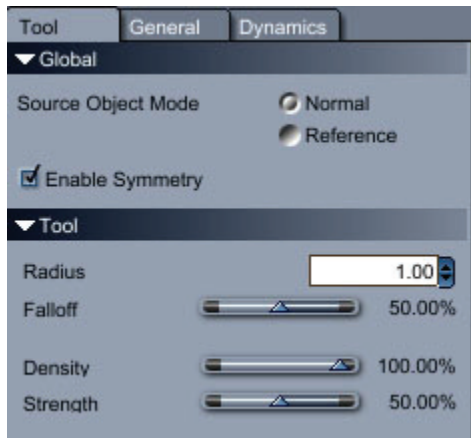 Tool General Dynamics
Global
Source Object Mode Normal
Reference
Enable Symmetry
Tool
Radius 1.00
Falloff 50.00%
Density 100.00%
Strength 50.00%